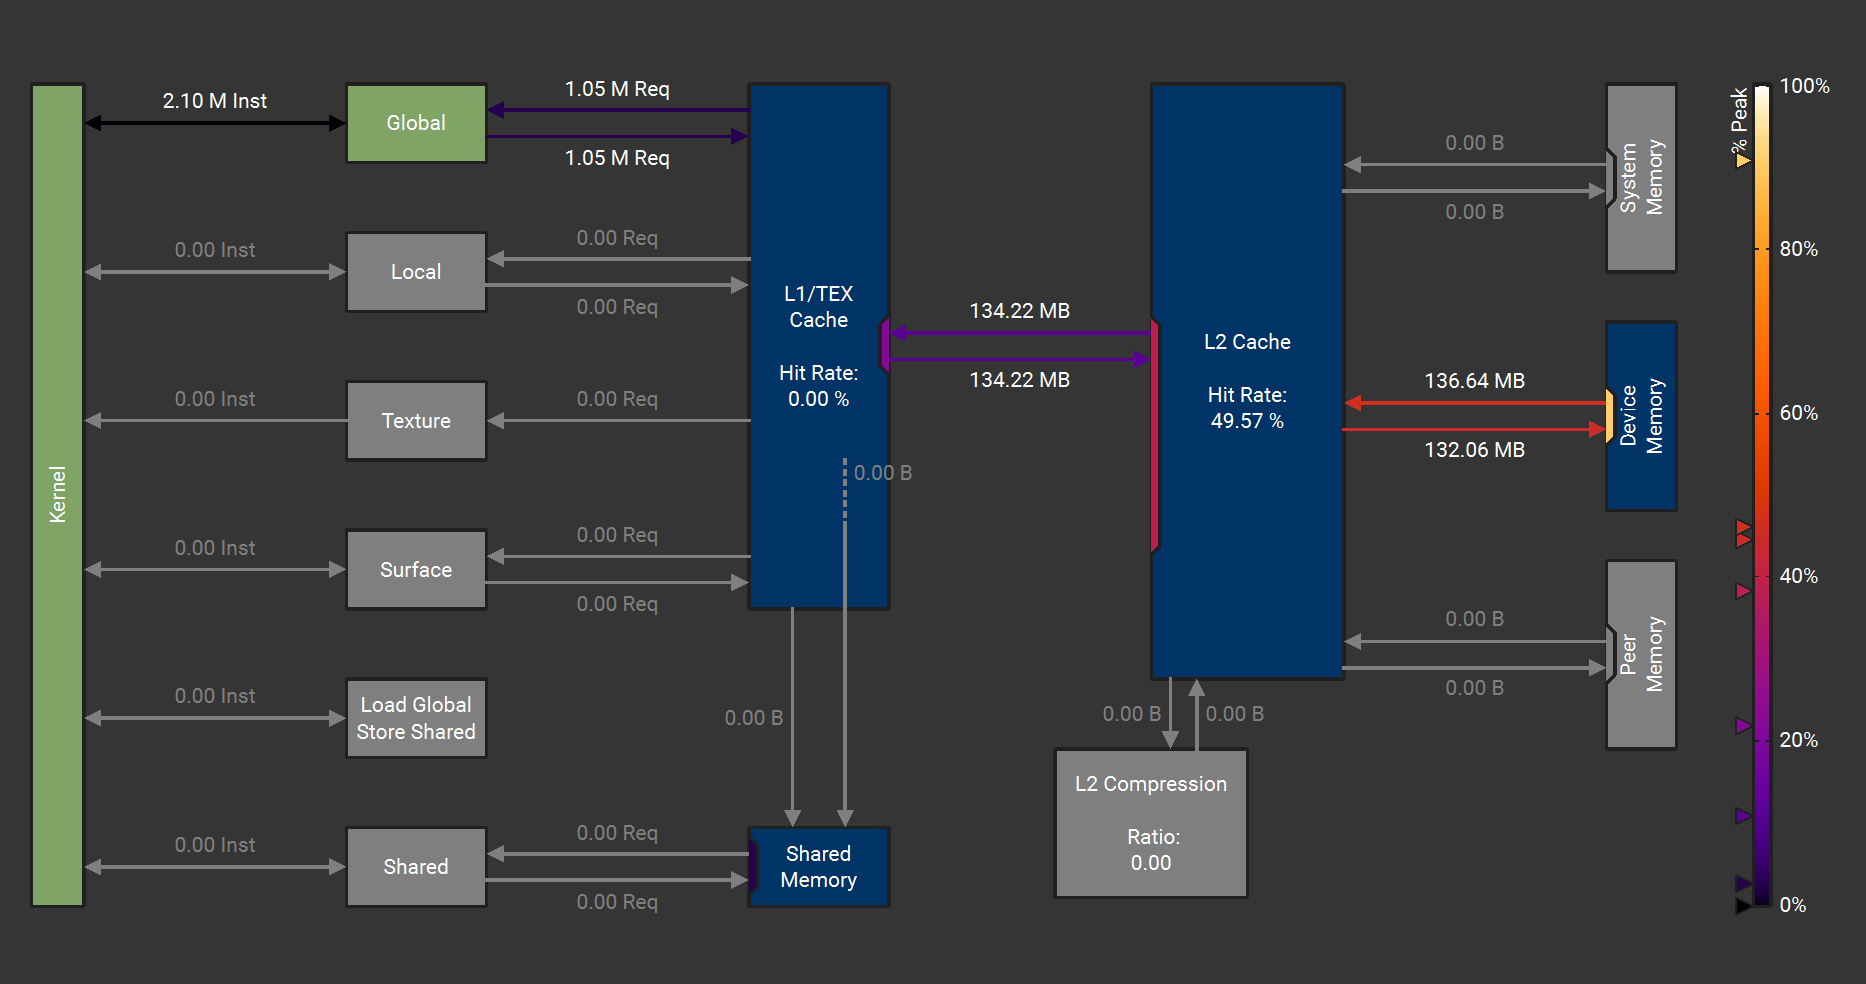 2.10 M Inst
Global
1.05 M Req
1.05 M Req
0.00 Inst
Local
0.00 Req
0.00 Req
0.00 Inst
Texture
0.00 Req
0.00 Inst
Surface
0.00 Req
0.00 Req
0.00 Inst
Load Global
Store Shared
0.00 Inst
Shared
0.00 Req
0.00 Req
Kernel
L1/TEX
Cache
Hit Rate:
0.00 %
0.00 B
0.00 B
Shared
Memory
134.22 MB
134.22 MB
L2 Cache
Hit Rate:
49.57 %
0.00 B
0.00 B
L2 Compression
Ratio:
0.00
0.00 B
0.00 B
System
Memory
136.64 MB
132.06 MB
Device
Memory
0.00 B
0.00 B
Peer
Memory
% Peak
100%
80%
60%
40%
20%
0%